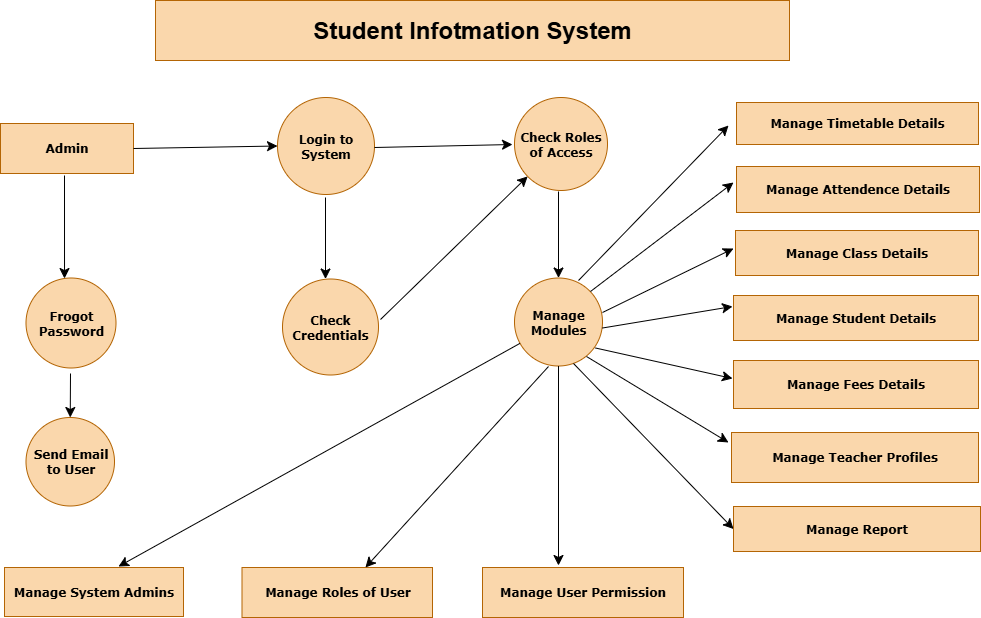 Student Infotmation System
Admin
Login to
System
Check Roles
of Access
Manage Timetable Details
Manage Attendence Details
Manage Class Details
Frogot
Password
Check
Credentials
Manage
Modules
Manage Student Details
Manage Fees Details
Send Email
to User
Manage Teacher Profiles
Manage Report
Manage System Admins
Manage Roles of User
Manage User Permission